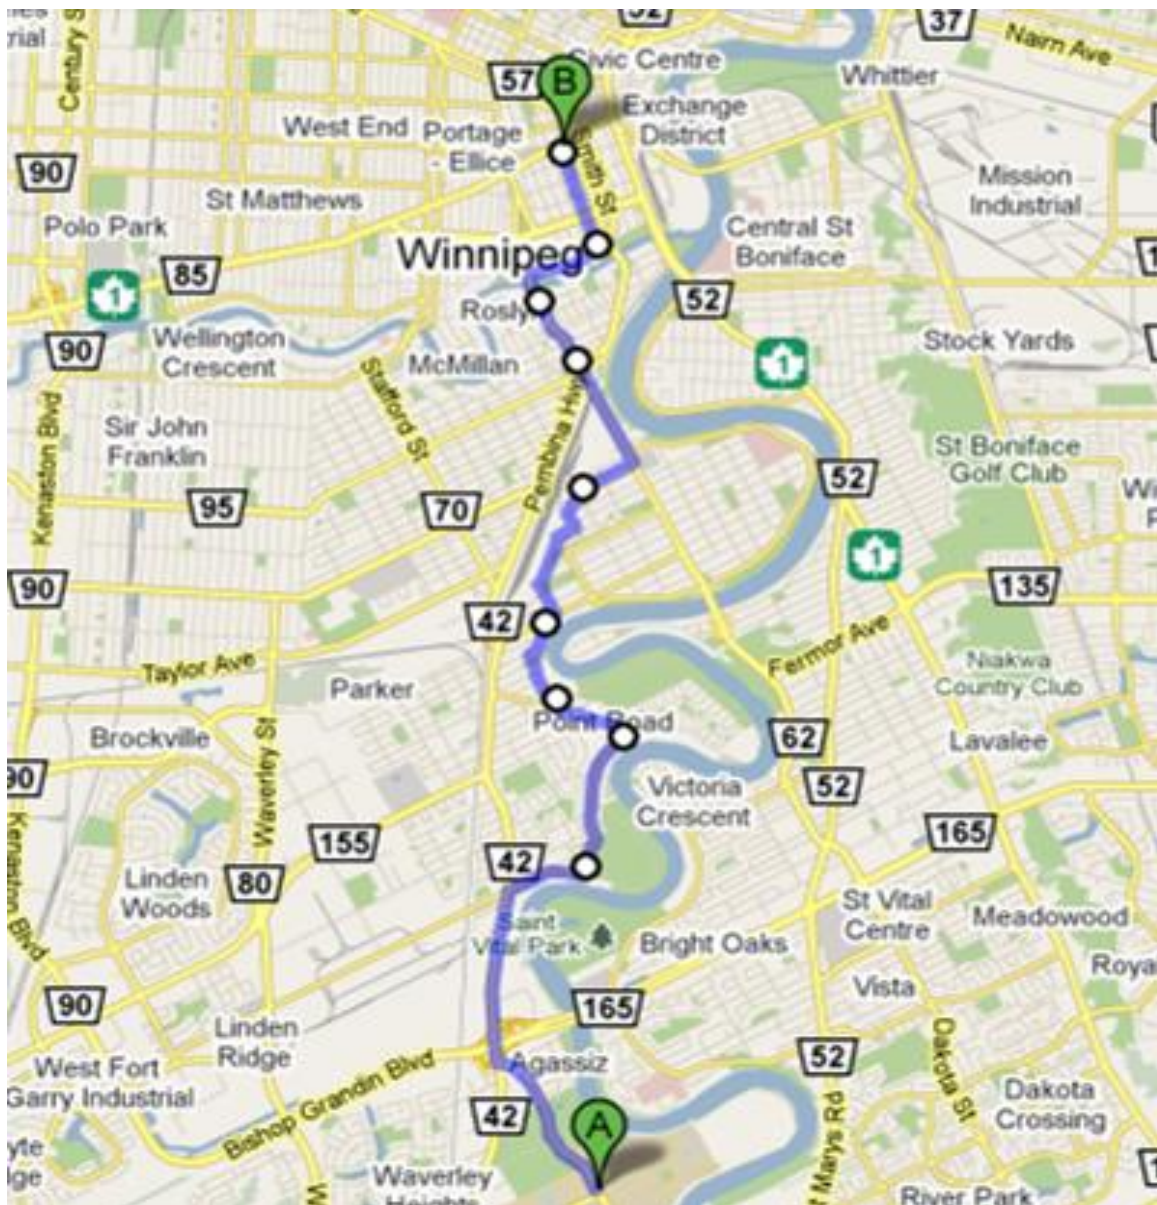 52
37
Nairn Ave
Century St
57
B
Civic Centre
Whittier
West End
Portage
- Ellice
Exchange
District
Smith St
90
St Matthews
Mission
Industrial
Polo Park
Winnipeg
Central St
Boniface
85
1
52
Rosly
90
Wellington
Crescent
McMillan
1
Stock Yards
Stafford St
Pembina Hw
Kenaston Blvd
Sir John
Franklin
St Boniface
Golf Club
52
95
70
1
90
135
42
Taylor Ave
Fermor Ave
Parker
Niakwa
Country Club
Point Road
Brockville
62
Lavalee
90
Waverley St
Victoria
Crescent
52
155
165
42
Kenaston Blvd
Linden
Woods
80
St Vital
Centre
Meadowood
Saint
Vital Park
Bright Oaks
Vista
90
165
Linden
Ridge
Agassiz
52
Dakota St
West Fort
Garry Industrial
Bishop Grandin Blvd
42
A
Dakota
Crossing
St Marys Rd
Waverley
Heights
River Park